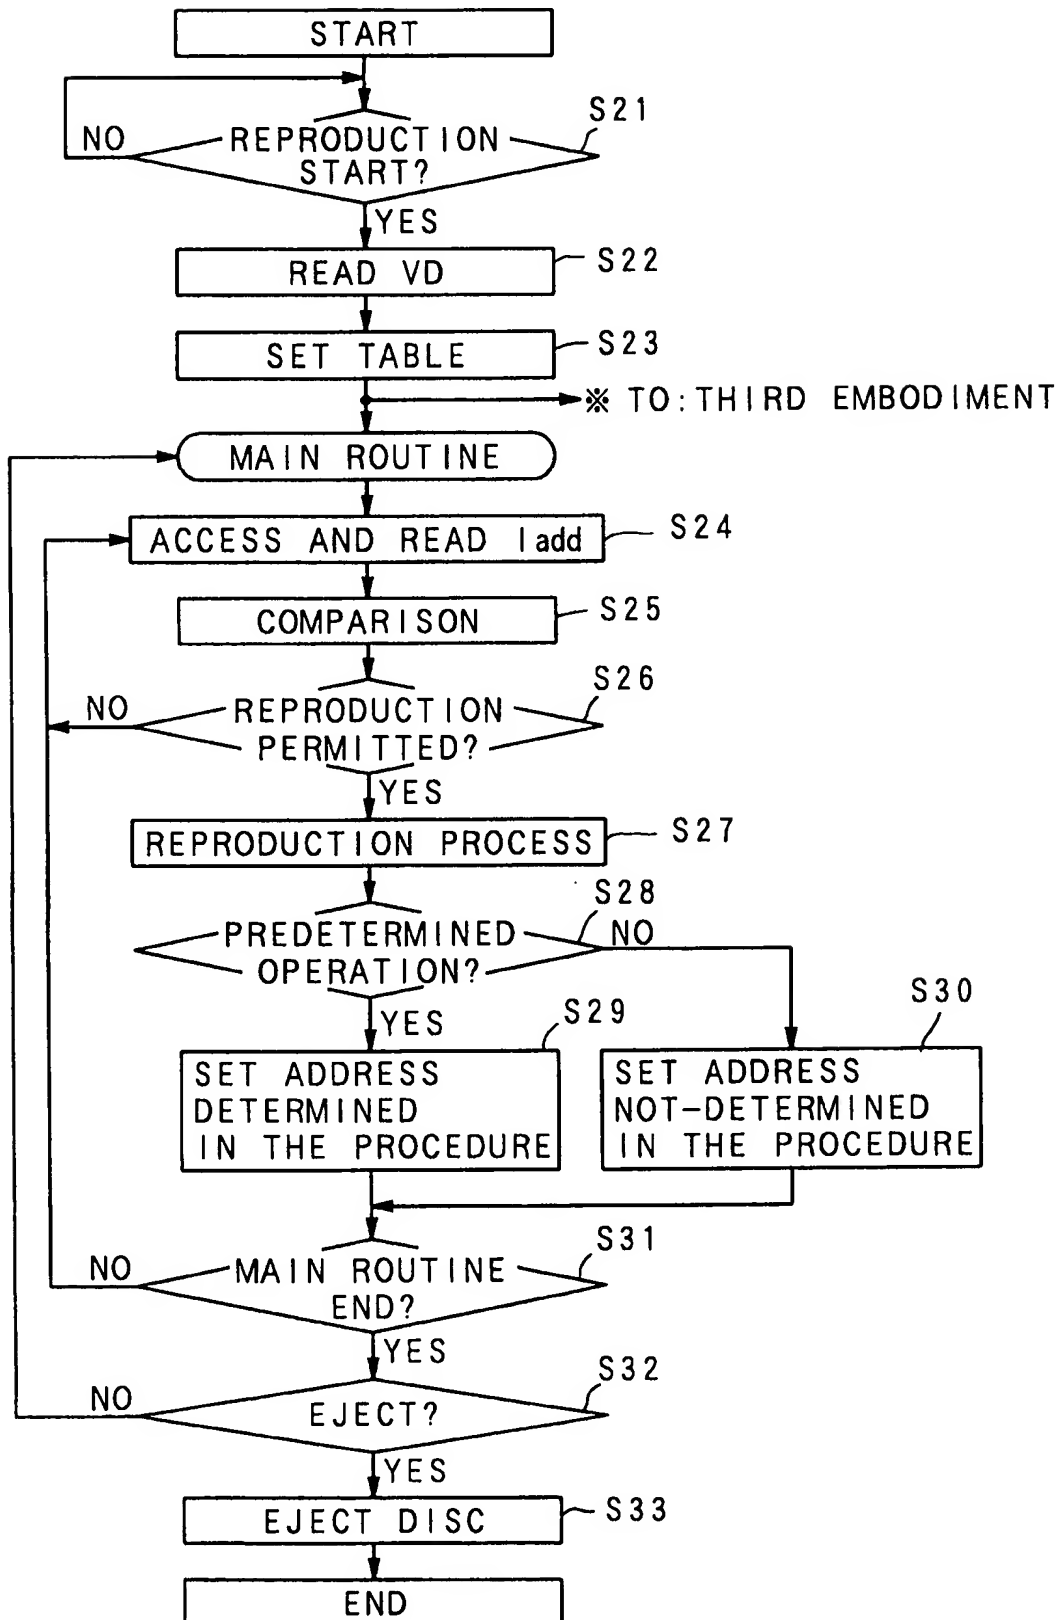 START
S21
NO
REPRODUCTION
START?
YES
READ VD
S22
SET TABLE
S23
※ TO:THIRD EMBODIMENT
MAIN ROUTINE
ACCESS AND READ Iadd
S24
COMPARISON
S25
S26
NO
REPRODUCTION
PERMITTED?
YES
REPRODUCTION PROCESS
S27
S28
PREDETERMINED
OPERATION?
NO
YES
S29
S30
SET ADDRESS
DETERMINED
IN THE PROCEDURE
SET ADDRESS
NOT-DETERMINED
IN THE PROCEDURE
S31
NO
MAIN ROUTINE
END?
YES
S32
NO
EJECT?
YES
EJECT DISC
S33
END